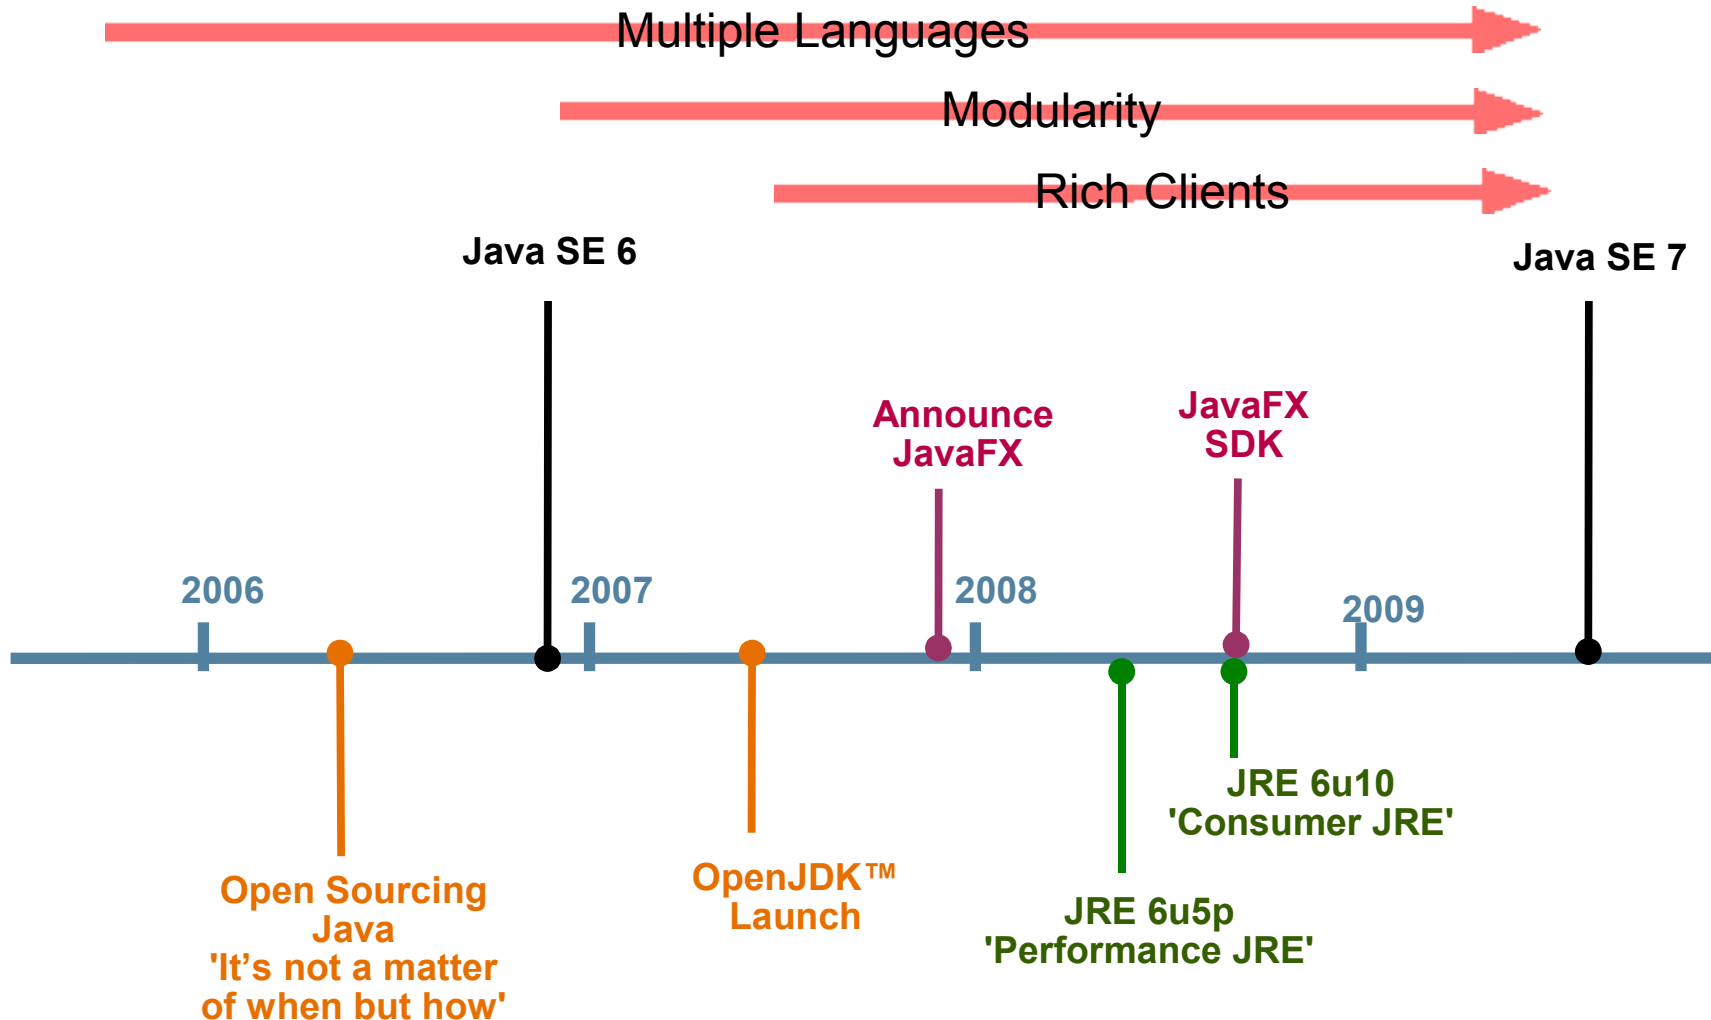 Multiple Languages
Modularity
Rich Clients
Java SE 6
Java SE 7
Announce
JavaFX
JavaFX
SDK
2006
2007
2008
2009
Open Sourcing
Java
'It’s not a matter
of when but how'
OpenJDK™
Launch
JRE 6u5p
'Performance JRE'
JRE 6u10
'Consumer JRE'